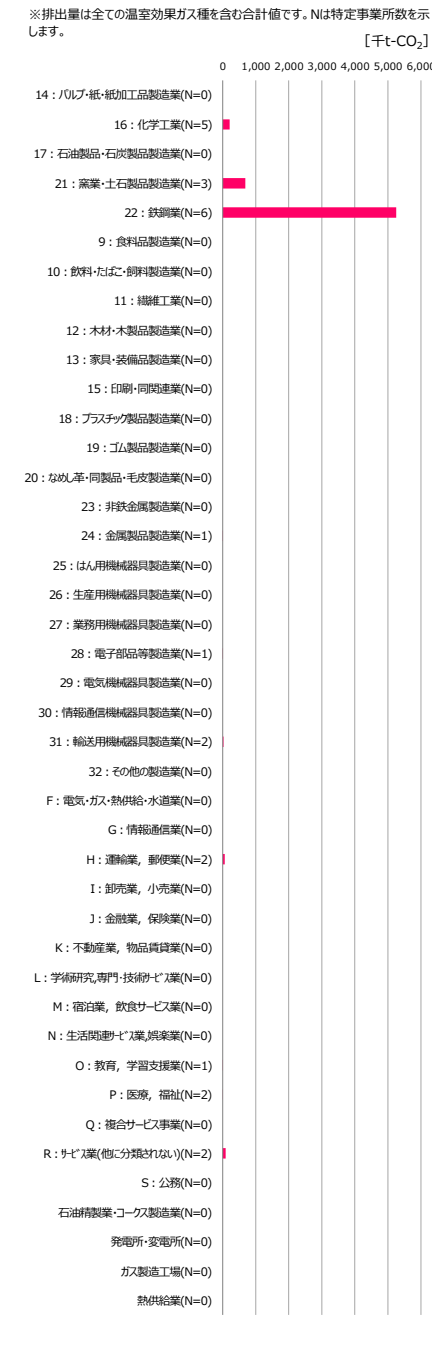 ※排出量は全ての温室効果ガス種を含む合計値です。Nは特定事業所数を示
します。
[千t-CO₂]
0 1,000 2,000 3,000 4,000 5,000 6,000
14：パルプ・紙・紙加工品製造業(N=0)
16：化学工業(N=5)
17：石油製品・石炭製品製造業(N=0)
21：窯業・土石製品製造業(N=3)
22：鉄鋼業(N=6)
9：食料品製造業(N=0)
10：飲料・たばこ・飼料製造業(N=0)
11：繊維工業(N=0)
12：木材・木製品製造業(N=0)
13：家具・装備品製造業(N=0)
15：印刷・同関連業(N=0)
18：プラスチック製品製造業(N=0)
19：ゴム製品製造業(N=0)
20：なめし革・同製品・毛皮製造業(N=0)
23：非鉄金属製造業(N=0)
24：金属製品製造業(N=1)
25：はん用機械器具製造業(N=0)
26：生産用機械器具製造業(N=0)
27：業務用機械器具製造業(N=0)
28：電子部品等製造業(N=1)
29：電気機械器具製造業(N=0)
30：情報通信機械器具製造業(N=0)
31：輸送用機械器具製造業(N=2)
32：その他の製造業(N=0)
F：電気・ガス・熱供給・水道業(N=0)
G：情報通信業(N=0)
H：運輸業，郵便業(N=2)
I：卸売業，小売業(N=0)
J：金融業，保険業(N=0)
K：不動産業，物品賃貸業(N=0)
L：学術研究,専門・技術ｻｰﾋﾞｽ業(N=0)
M：宿泊業，飲食サービス業(N=0)
N：生活関連ｻｰﾋﾞｽ業,娯楽業(N=0)
O：教育，学習支援業(N=1)
P：医療，福祉(N=2)
Q：複合サービス事業(N=0)
R：ｻｰﾋﾞｽ業(他に分類されない)(N=2)
S：公務(N=0)
石油精製業・コークス製造業(N=0)
発電所・変電所(N=0)
ガス製造工場(N=0)
熱供給業(N=0)